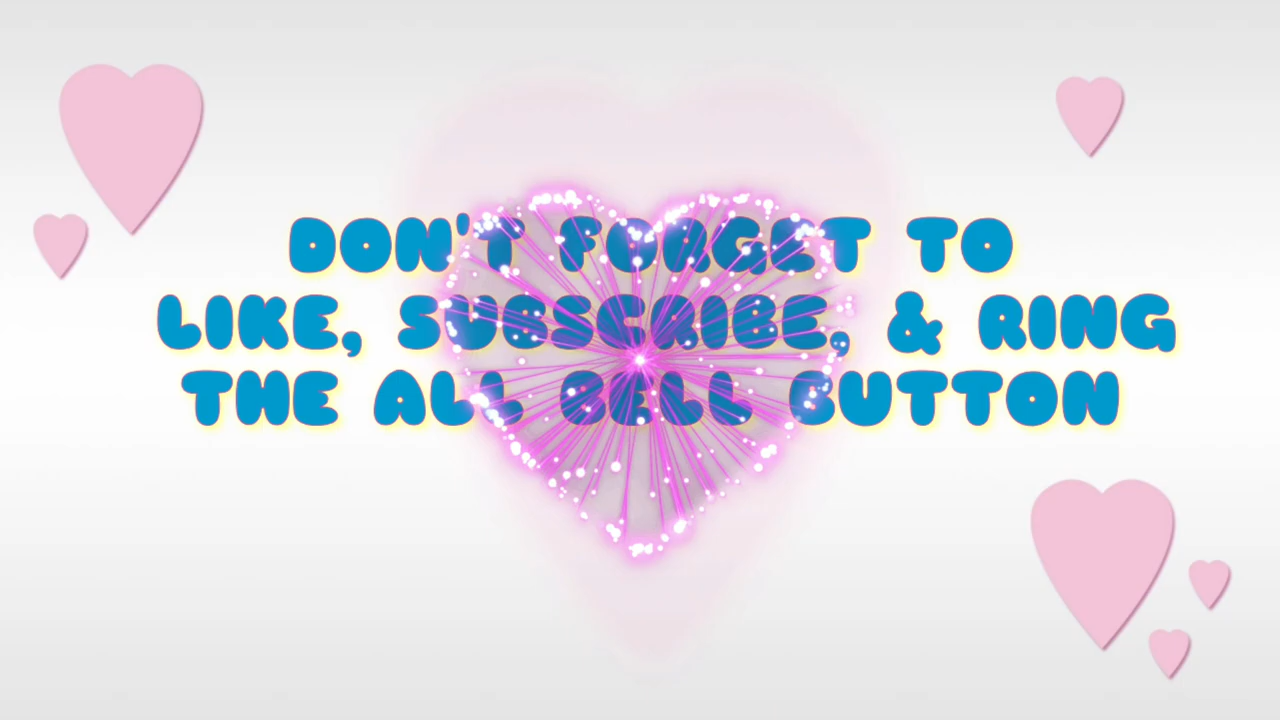 DON'T FORGET TO
LIKE, SUBSCRIBE, & RING
THE ALL BELL BUTTON